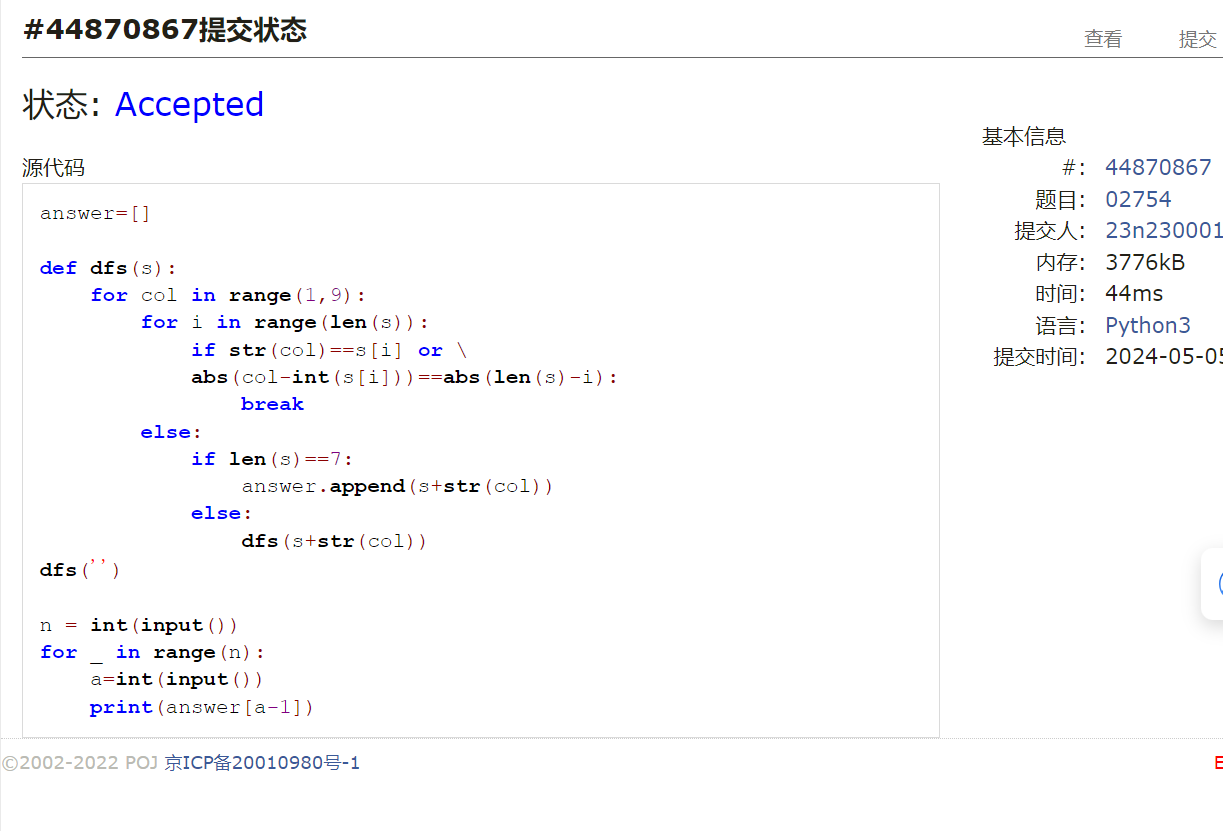 #44870867提交状态
查看
提交
状态: Accepted
源代码
answer=[]
def dfs(s):
    for col in range(1,9):
        for i in range(len(s)):
            if str(col)==s[i] or \
            abs(col-int(s[i]))==abs(len(s)-i):
                break
        else:
            if len(s)==7:
                answer.append(s+str(col))
            else:
                dfs(s+str(col))
dfs('')
n = int(input())
for _ in range(n):
    a=int(input())
    print(answer[a-1])
基本信息
#: 44870867
题目: 02754
提交人: 23n230001
内存: 3776kB
时间: 44ms
语言: Python3
提交时间: 2024-05-05
©2002-2022 POJ 京ICP备20010980号-1